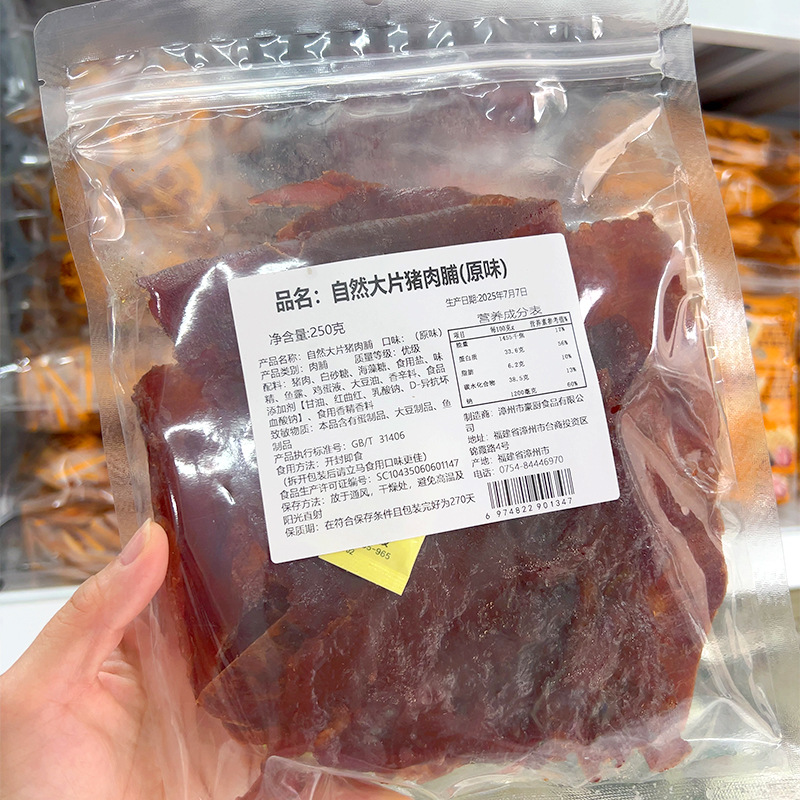 品名：自然大片猪肉脯(原味)
生产日期:2025年7月7日
净含量:250克
产品名称：自然大片猪肉脯 口味：（原味）
产品类别：肉脯 质量等级：优级
配料：猪肉、白砂糖、海藻糖、食用盐、味
精、鱼露、鸡蛋液、大豆油、香辛料、食品
添加剂【甘油、红曲红、乳酸钠、D-异抗坏
血酸钠】、食用香精香料
致敏物质：本品含有蛋制品、大豆制品、鱼
制品
产品执行标准号：GB/T 31406
食用方法：开封即食
（拆开包装后请立马食用口味更佳）
食品生产许可证编号：SC10435060601147
保存方法：放于通风，干燥处，避免高温及
阳光直射
保质期：在符合保存条件且包装完好为270天
营养成分表
项目 每100克g 营养素参考值%
能量 1455千焦 17%
蛋白质 33.6克 56%
脂肪 6.2克 10%
碳水化合物 38.5克 13%
钠 1200毫克 60%
制造商：漳州市豪厨食品有限公
司
地址：福建省漳州市台商投资区
锦霞路4号
产地：福建省漳州市
电话：0754-84446970
6 974822 901347